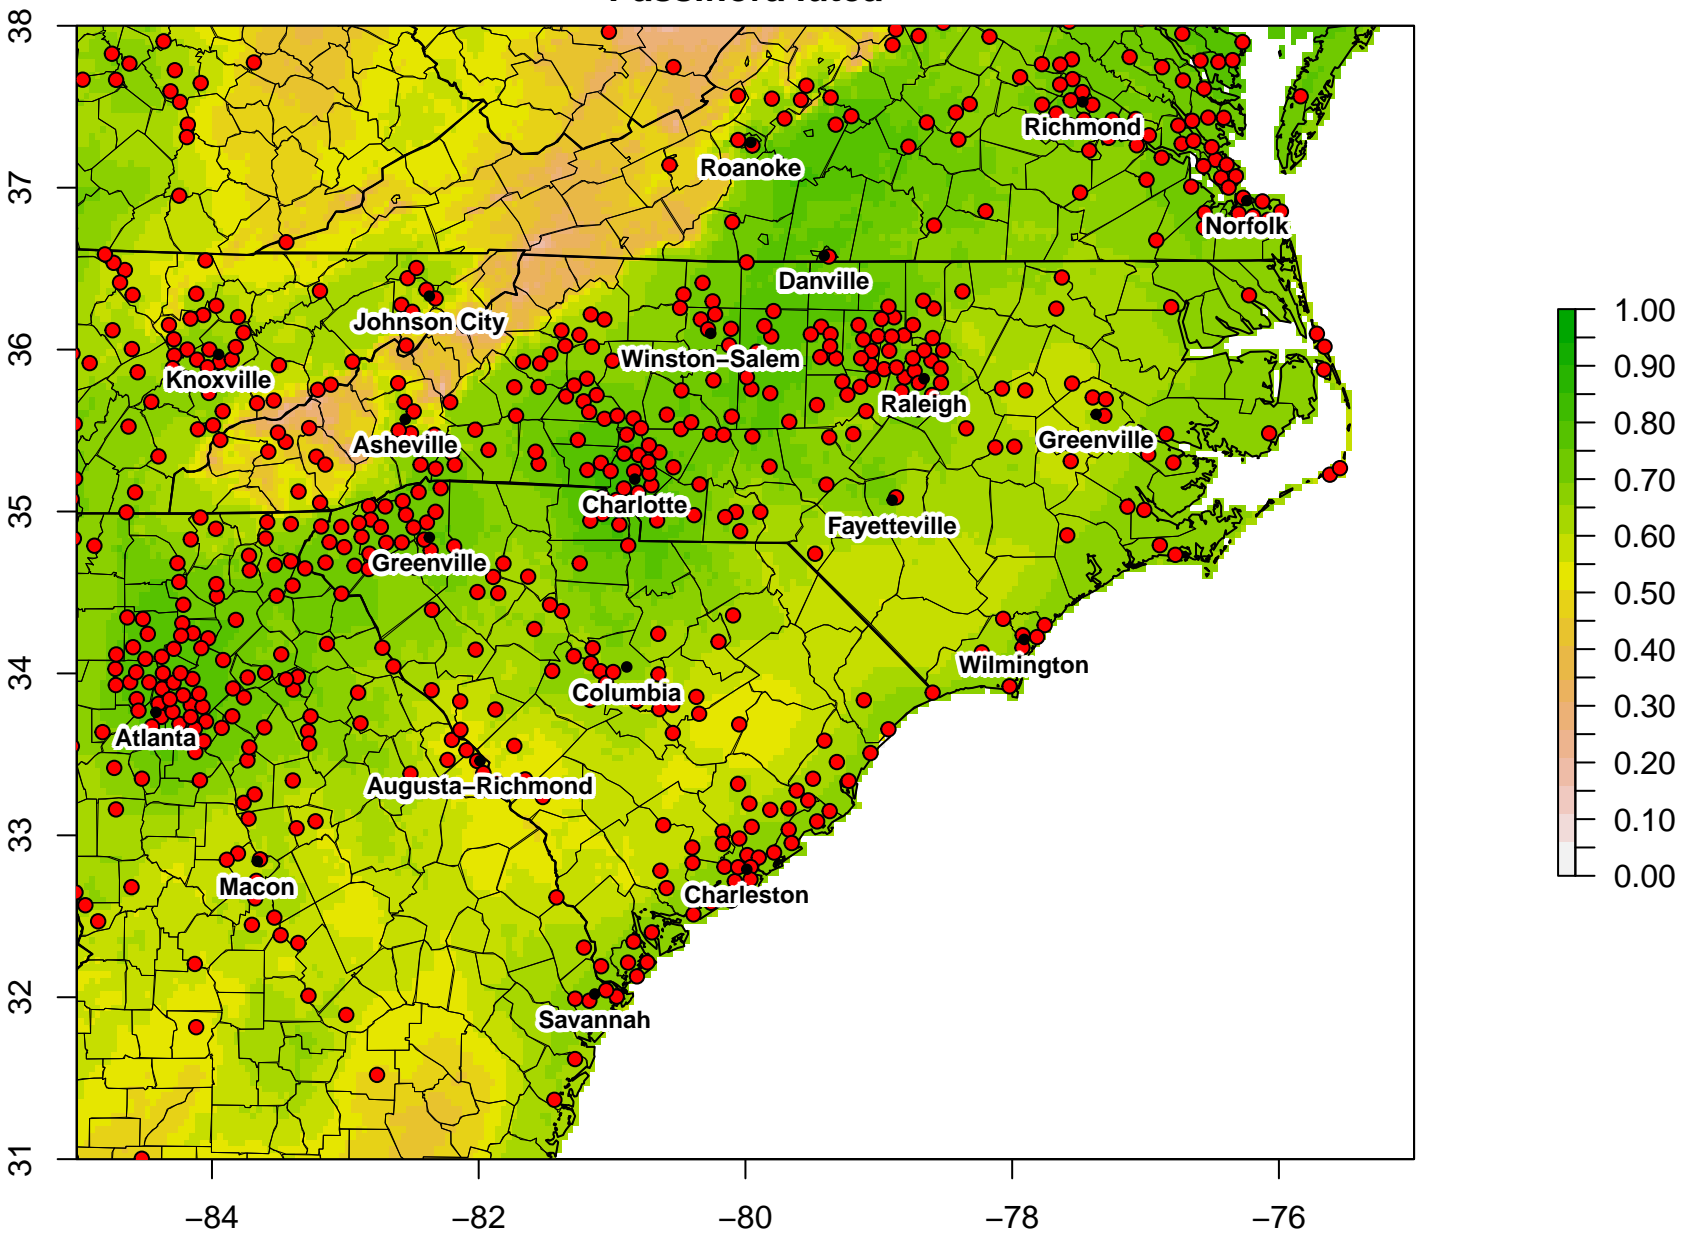 38
37
36
35
34
33
32
31
Richmond
Roanoke
Norfolk
Danville
Johnson City
Winston–Salem
Knoxville
Raleigh
Asheville
Greenville
Charlotte
Fayetteville
Greenville
Wilmington
Columbia
Atlanta
Augusta–Richmond
Macon
Charleston
Savannah
–84
–82
–80
–78
–76
1.00
0.90
0.80
0.70
0.60
0.50
0.40
0.30
0.20
0.10
0.00